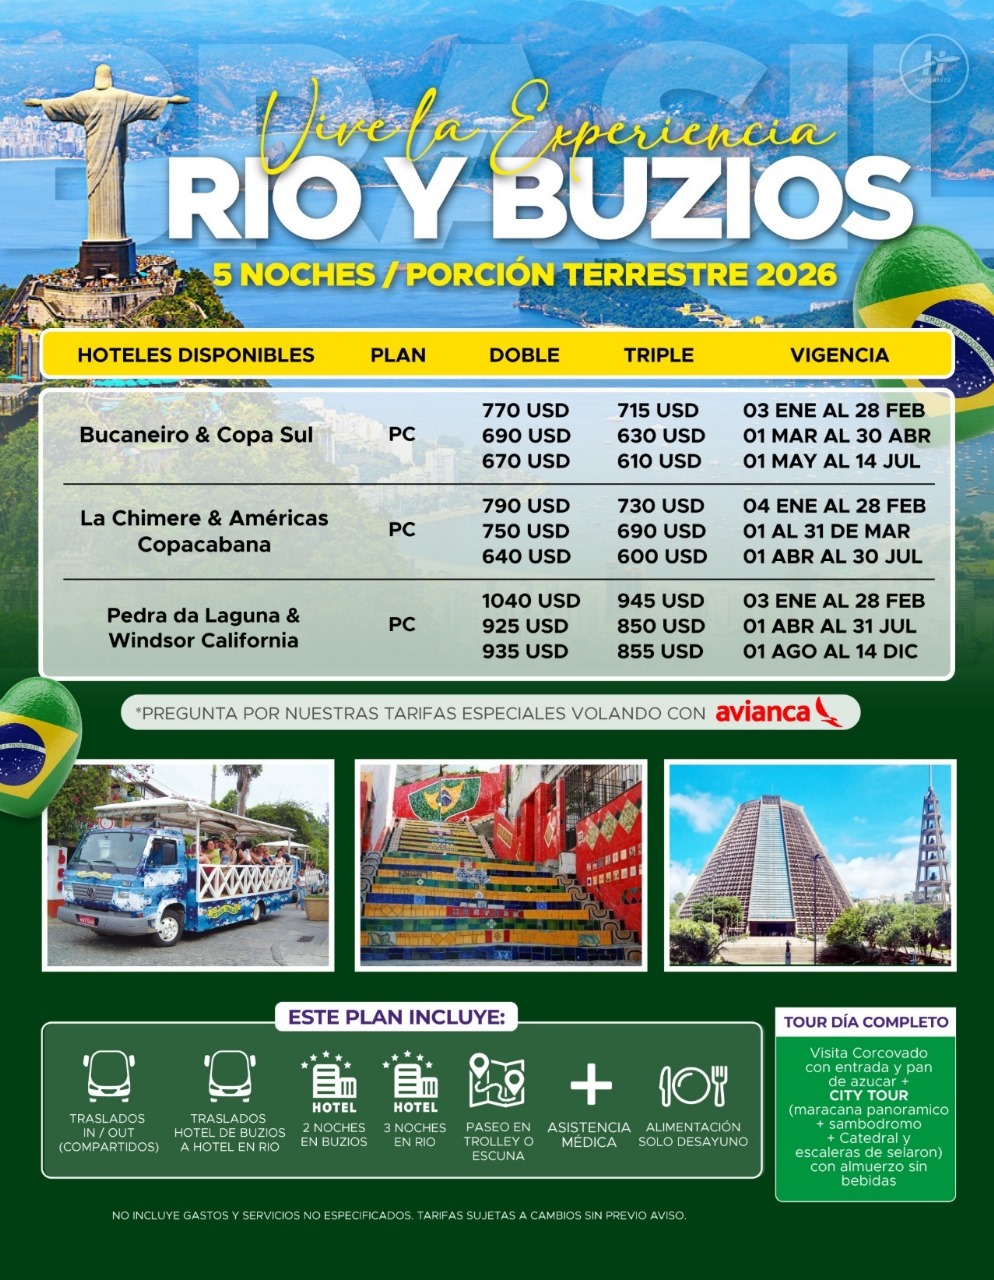 BRASIL
Vive la Experiencia
RIO Y BUZIOS
5 NOCHES / PORCIÓN TERRESTRE 2026
HOTELES DISPONIBLES PLAN DOBLE TRIPLE VIGENCIA
Bucaneiro & Copa Sul PC
770 USD 715 USD 03 ENE AL 28 FEB
690 USD 630 USD 01 MAR AL 30 ABR
670 USD 610 USD 01 MAY AL 14 JUL
La Chimere & Américas
Copacabana
PC
790 USD 730 USD 04 ENE AL 28 FEB
750 USD 690 USD 01 AL 31 DE MAR
640 USD 600 USD 01 ABR AL 30 JUL
Pedra da Laguna &
Windsor California
PC
1040 USD 945 USD 03 ENE AL 28 FEB
925 USD 850 USD 01 ABR AL 31 JUL
935 USD 855 USD 01 AGO AL 14 DIC
*PREGUNTA POR NUESTRAS TARIFAS ESPECIALES VOLANDO CON avianca
ESTE PLAN INCLUYE:
TRASLADOS
IN / OUT
(COMPARTIDOS)
TRASLADOS
HOTEL DE BUZIOS
A HOTEL EN RIO
HOTEL
2 NOCHES
EN BUZIOS
HOTEL
3 NOCHES
EN RIO
PASEO EN
TROLLEY O
ESCUNA
ASISTENCIA
MÉDICA
ALIMENTACIÓN
SOLO DESAYUNO
TOUR DÍA COMPLETO
Visita Corcovado
con entrada y pan
de azucar +
CITY TOUR
(maracana panoramico
+ sambodromo
+ Catedral y
escaleras de selaron)
con almuerzo sin
bebidas
NO INCLUYE GASTOS Y SERVICIOS NO ESPECIFICADOS. TARIFAS SUJETAS A CAMBIOS SIN PREVIO AVISO.